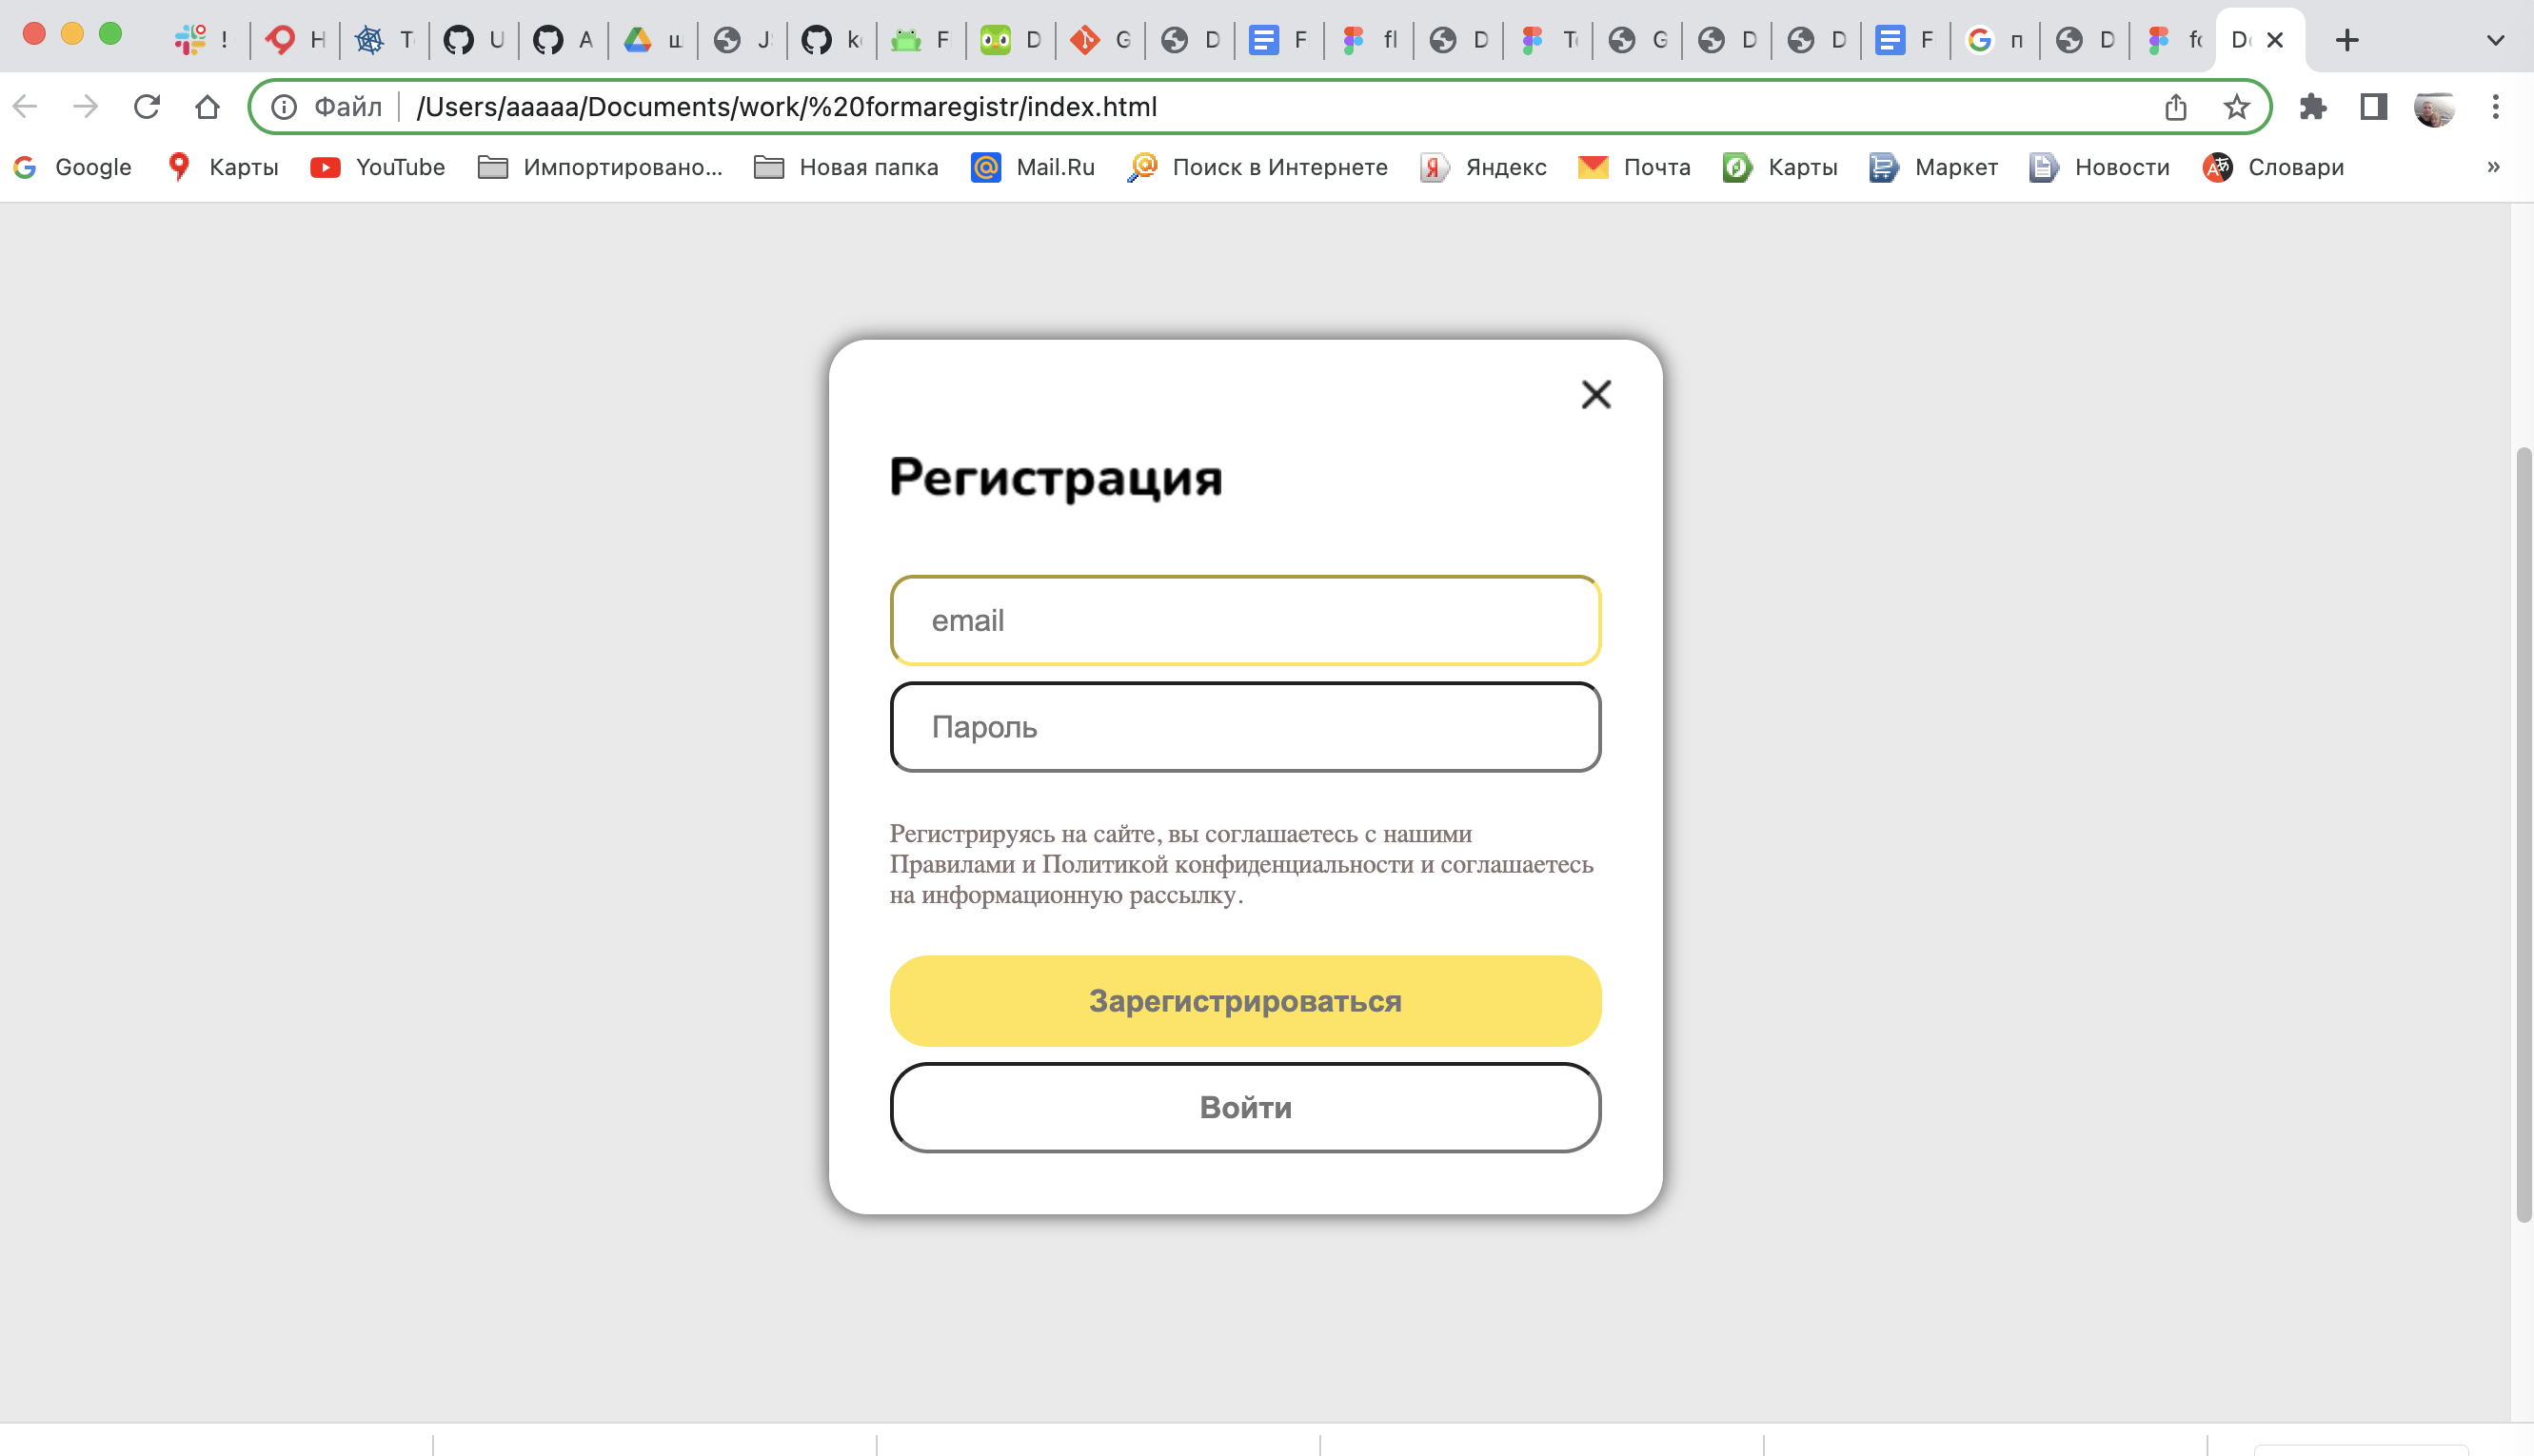 ! H T U A ш J k F D G D F fl D T G D D F п D fo D
Файл /Users/aaaaa/Documents/work/%20formaregistr/index.html
Google Карты YouTube Импортировано... Новая папка Mail.Ru Поиск в Интернете Яндекс Почта Карты Маркет Новости Словари »
Регистрация
email
Пароль
Регистрируясь на сайте, вы соглашаетесь с нашими
Правилами и Политикой конфиденциальности и соглашаетесь
на информационную рассылку.
Зарегистрироваться
Войти